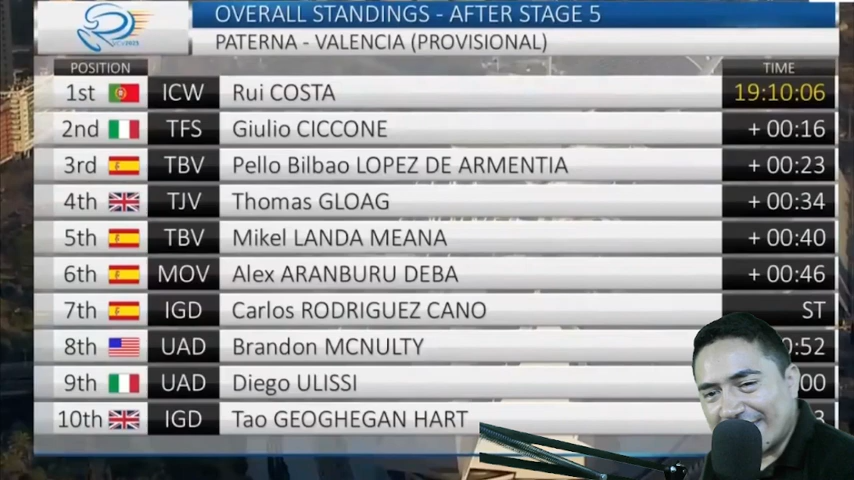 OVERALL STANDINGS - AFTER STAGE 5
PATERNA - VALENCIA (PROVISIONAL)
POSITION TIME
1st ICW Rui COSTA 19:10:06
2nd TFS Giulio CICCONE + 00:16
3rd TBV Pello Bilbao LOPEZ DE ARMENTIA + 00:23
4th TJV Thomas GLOAG + 00:34
5th TBV Mikel LANDA MEANA + 00:40
6th MOV Alex ARANBURU DEBA + 00:46
7th IGD Carlos RODRIGUEZ CANO ST
8th UAD Brandon MCNULTY :52
9th UAD Diego ULISSI 00
10th IGD Tao GEOGHEGAN HART 3